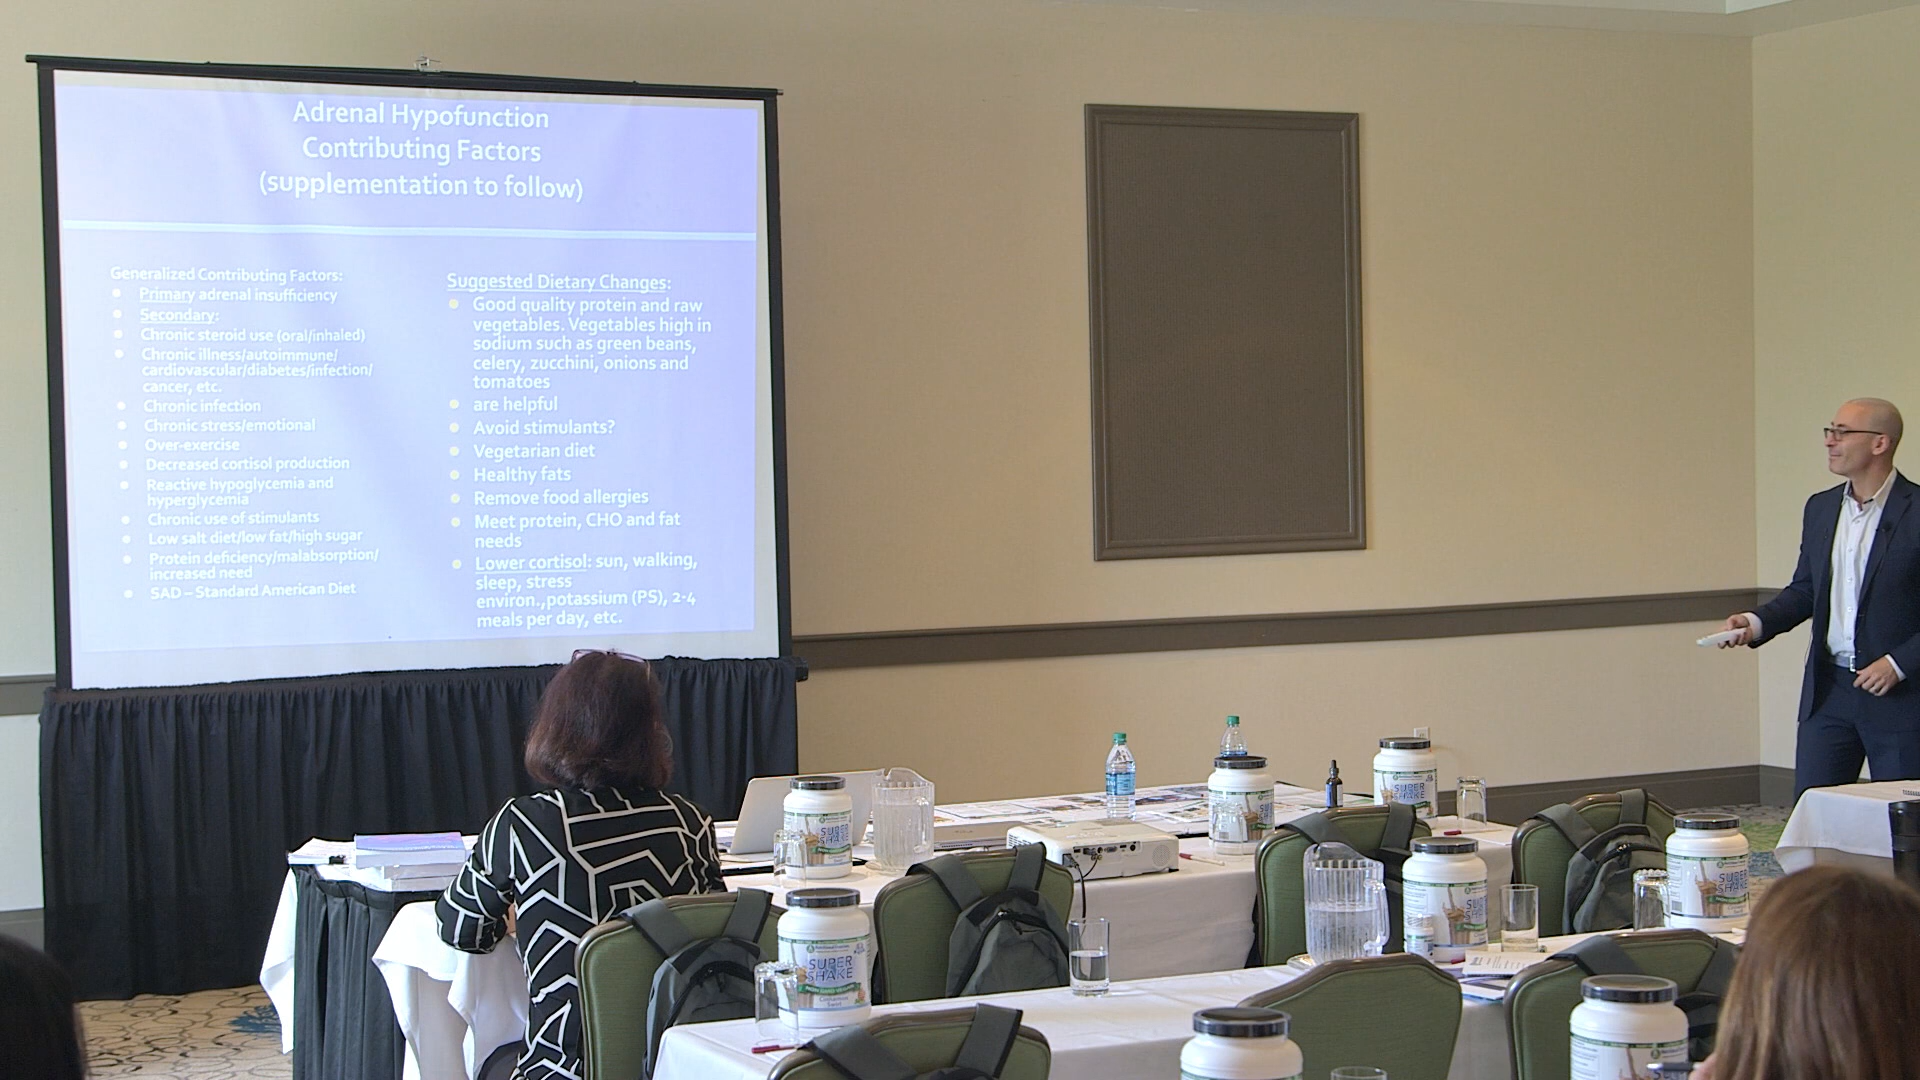 Adrenal Hypofunction
Contributing Factors
(supplementation to follow)
Generalized Contributing Factors:
Primary adrenal insufficiency
Secondary:
Chronic steroid use (oral/inhaled)
Chronic illness/autoimmune/
cardiovascular/diabetes/infection/
cancer, etc.
Chronic infection
Chronic stress/emotional
Over-exercise
Decreased cortisol production
Reactive hypoglycemia and
hyperglycemia
Chronic use of stimulants
Low salt diet/low fat/high sugar
Protein deficiency/malabsorption/
increased need
SAD – Standard American Diet
Suggested Dietary Changes:
Good quality protein and raw
vegetables. Vegetables high in
sodium such as green beans,
celery, zucchini, onions and
tomatoes
are helpful
Avoid stimulants?
Vegetarian diet
Healthy fats
Remove food allergies
Meet protein, CHO and fat
needs
Lower cortisol: sun, walking,
sleep, stress
environ.,potassium (PS), 2-4
meals per day, etc.
SUPER
SHAKE
SUPER
SHAKE
SUPER
SHAKE
SUPER
SHAKE
SUPER
SHAKE
SUPER
SHAKE